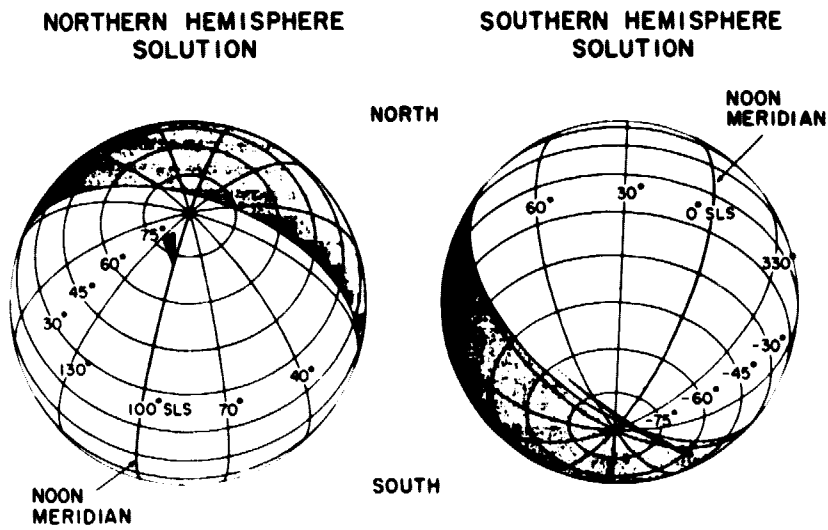 NORTHERN HEMISPHERE
SOLUTION
SOUTHERN HEMISPHERE
SOLUTION
NORTH
NOON
MERIDIAN
75°
60°
45°
30°
130°
100° SLS
70°
40°
60°
30°
0° SLS
330°
-30°
-45°
-60°
-75°
NOON
MERIDIAN
SOUTH